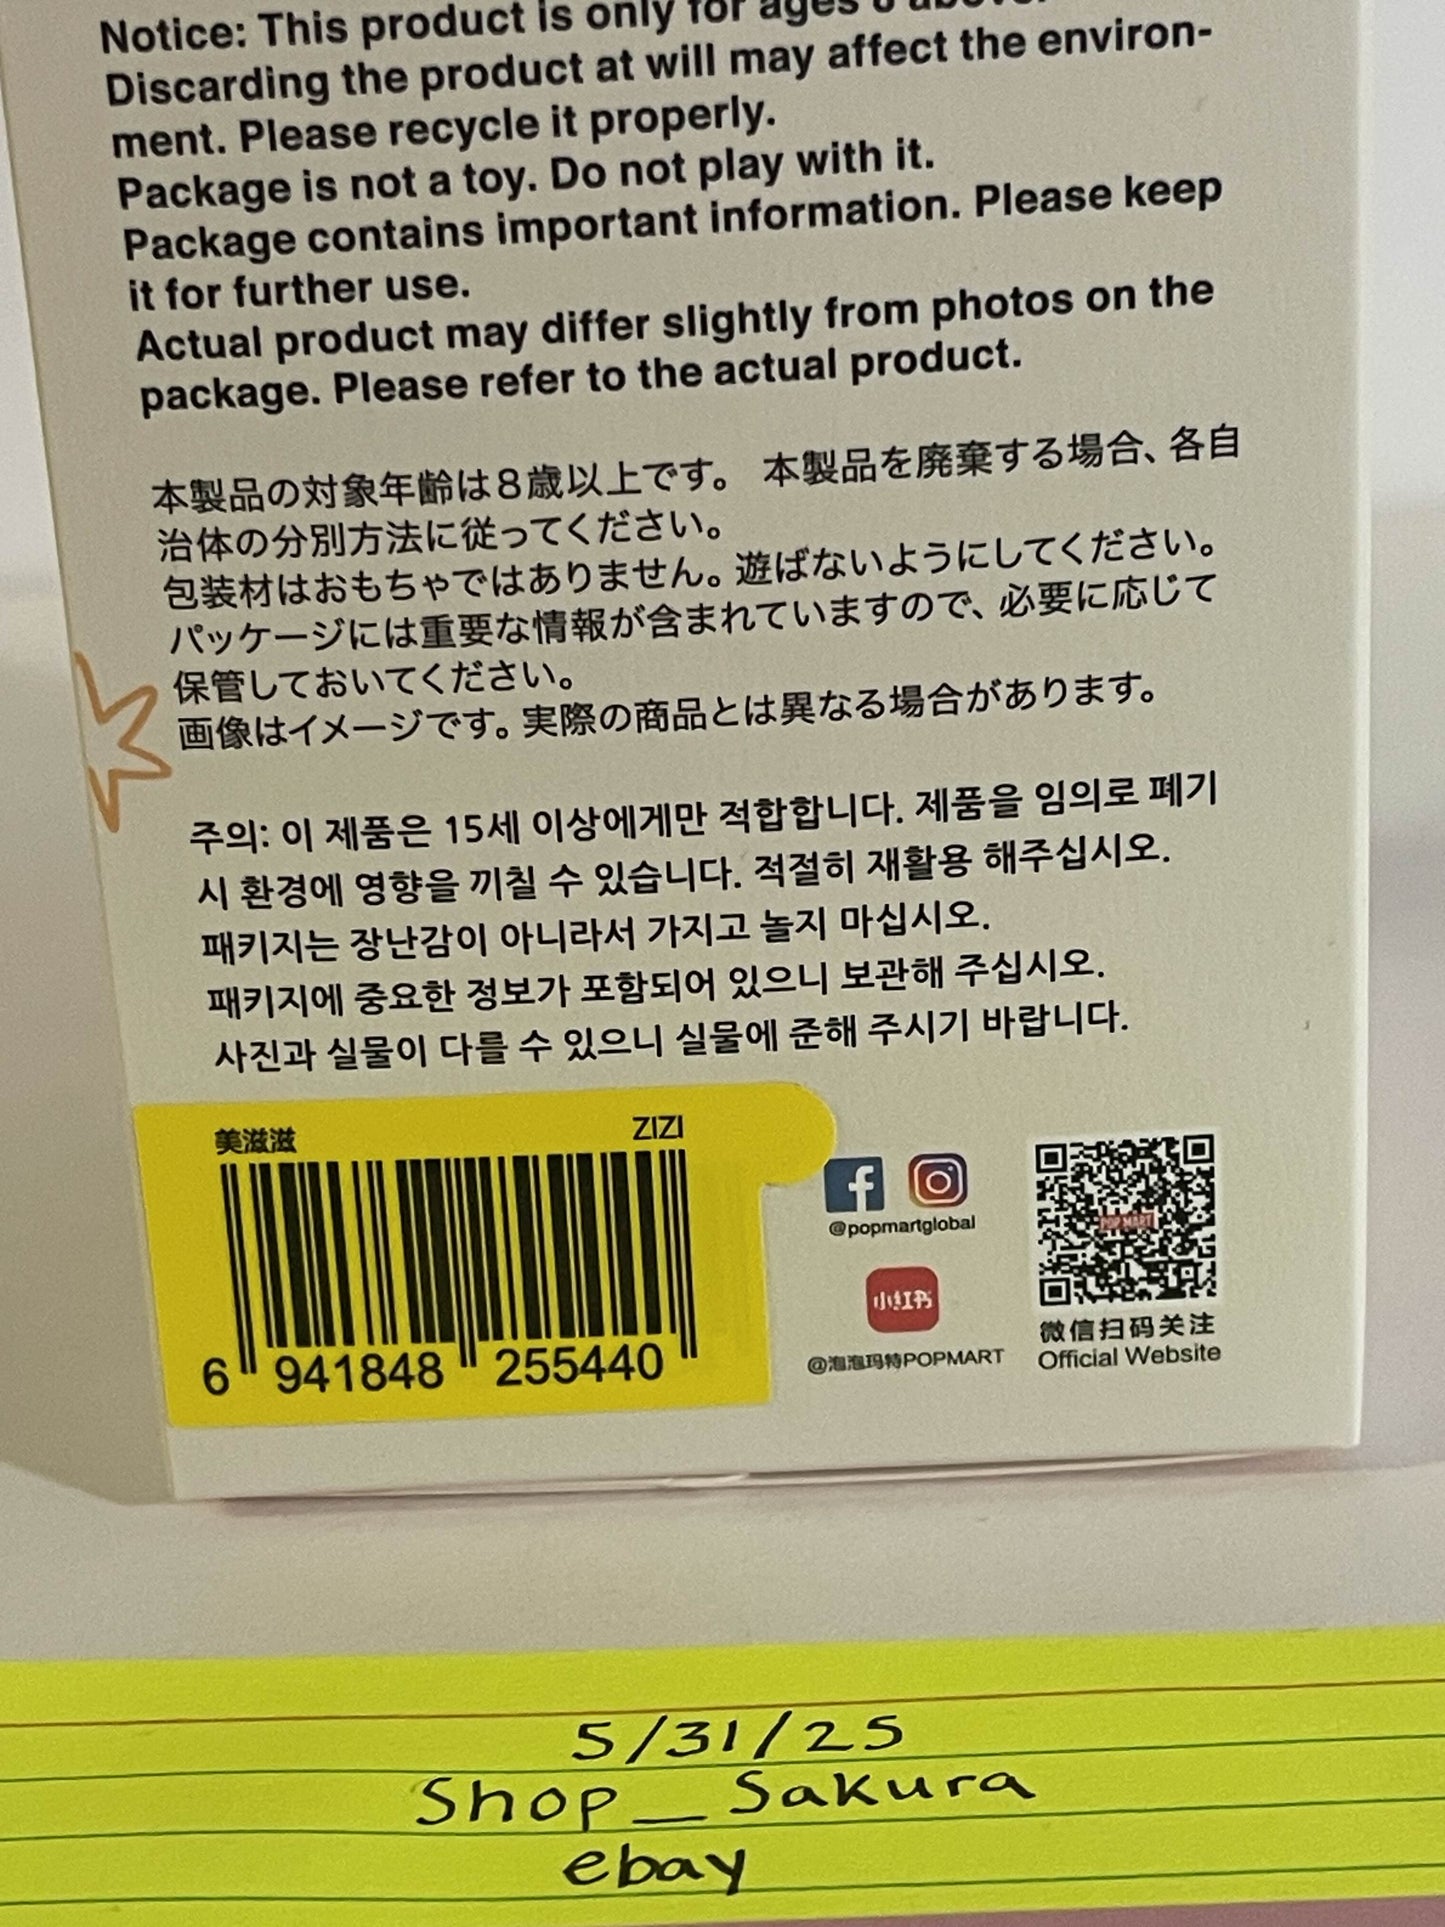 Notice: This product is only for ages 8 above.
Discarding the product at will may affect the environ-
ment. Please recycle it properly.
Package is not a toy. Do not play with it.
Package contains important information. Please keep
it for further use.
Actual product may differ slightly from photos on the
package. Please refer to the actual product.
本製品の対象年齢は8歳以上です。 本製品を廃棄する場合、各自
治体の分別方法に従ってください。
包装材はおもちゃではありません。遊ばないようにしてください。
パッケージには重要な情報が含まれていますので、必要に応じて
保管しておいてください。
画像はイメージです。実際の商品とは異なる場合があります。
주의: 이 제품은 15세 이상에게만 적합합니다. 제품을 임의로 폐기
시 환경에 영향을 끼칠 수 있습니다. 적절히 재활용 해주십시오.
패키지는 장난감이 아니라서 가지고 놀지 마십시오.
패키지에 중요한 정보가 포함되어 있으니 보관해 주십시오.
사진과 실물이 다를 수 있으니 실물에 준해 주시기 바랍니다.
美滋滋 ZIZI
6 941848 255440
@popmartglobal
小红书
@泡泡玛特POPMART
POP MART
微信扫码关注
Official Website
5/31/25
Shop_Sakura
ebay